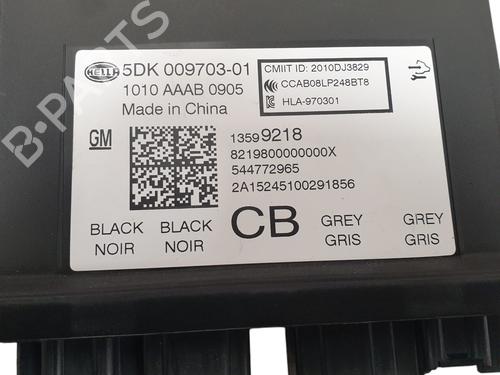 HELLA 5DK 009703-01
1010 AAAB 0905
Made in China
CMIIT ID: 2010DJ3829
CCAB08LP248BT8
HLA-970301
GM
13599218
8219800000000X
544772965
2A15245100291856
BLACK BLACK CB GREY GREY
NOIR NOIR GRIS GRIS
B-PARTS